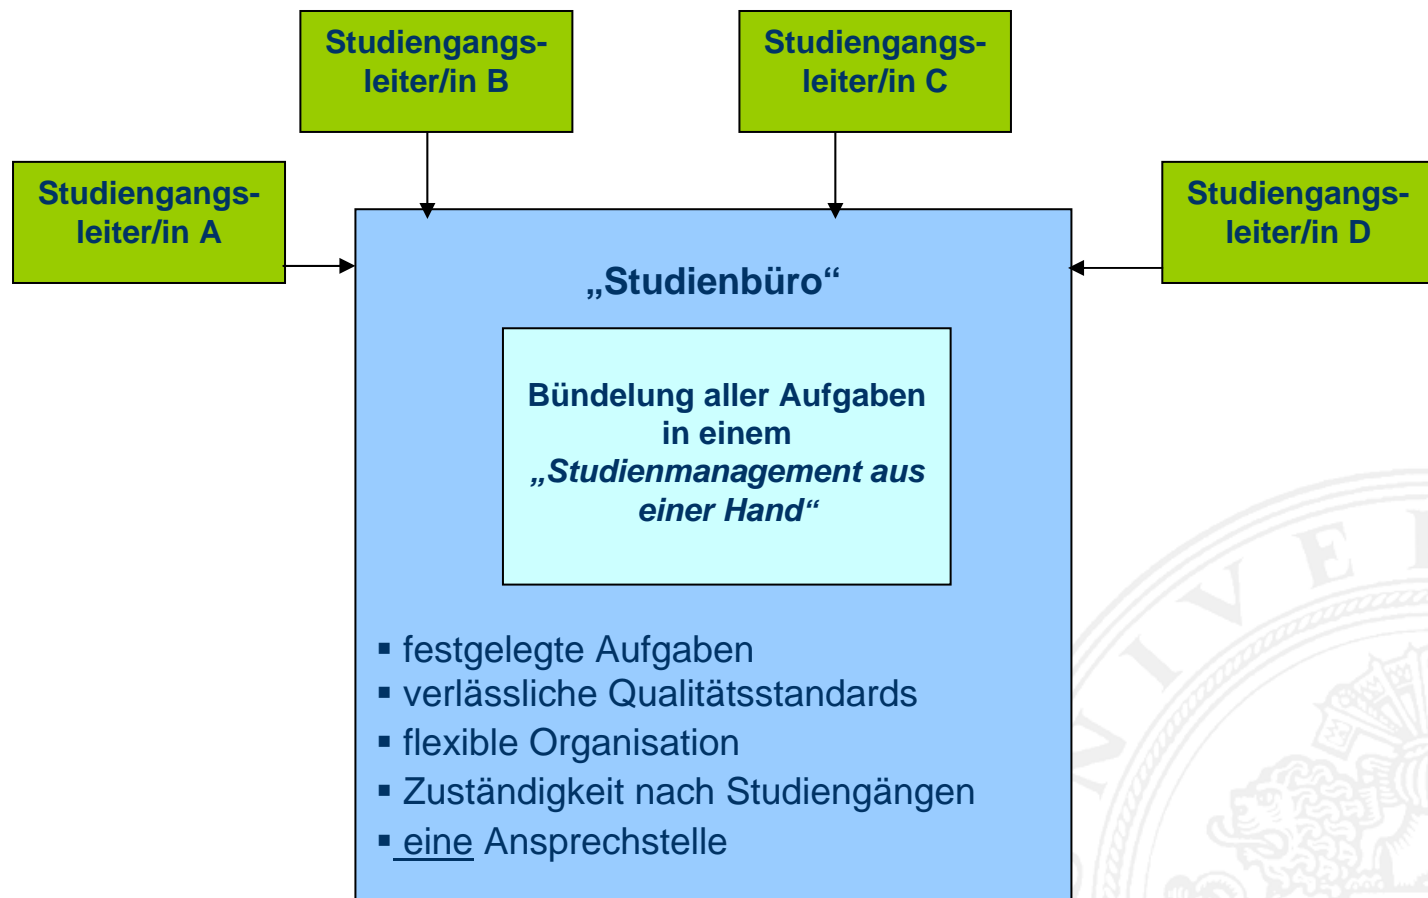 Studiengangs-
leiter/in B
Studiengangs-
leiter/in C
Studiengangs-
leiter/in A
Studiengangs-
leiter/in D
„Studienbüro“
Bündelung aller Aufgaben
in einem
„Studienmanagement aus
einer Hand“
▪ festgelegte Aufgaben
▪ verlässliche Qualitätsstandards
▪ flexible Organisation
▪ Zuständigkeit nach Studiengängen
▪ eine Ansprechstelle